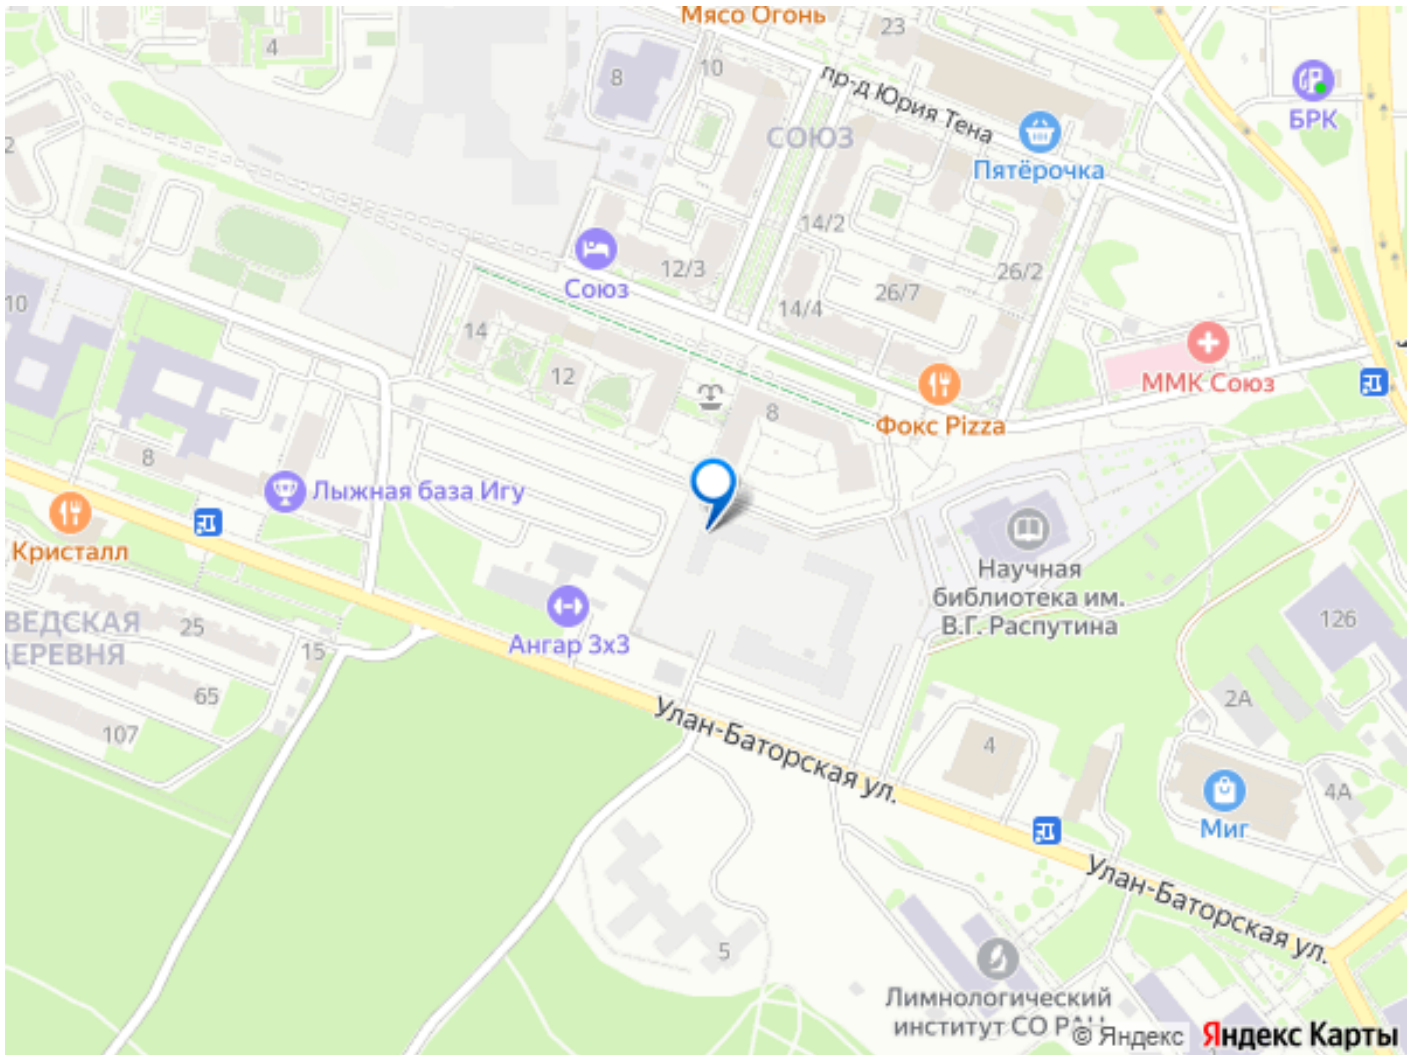 Мясо Огонь
23
4
8
10
пр-д Юрия Тена
БРК
СОЮЗ
Пятёрочка
2
14/2
12/3
26/2
Союз
26/7
10
14/4
14
ММК Союз
12
8
Фокс Pizza
8
Лыжная база Игу
Кристалл
Научная
библиотека им.
В.Г. Распутина
ВЕДСКАЯ
ЕРЕВНЯ
25
15
Ангар 3х3
126
65
107
2А
Улан-Баторская ул.
4
4А
Миг
Улан-Баторская ул.
5
Лимнологический
институт СО РАН
© Яндекс
Яндекс Карты